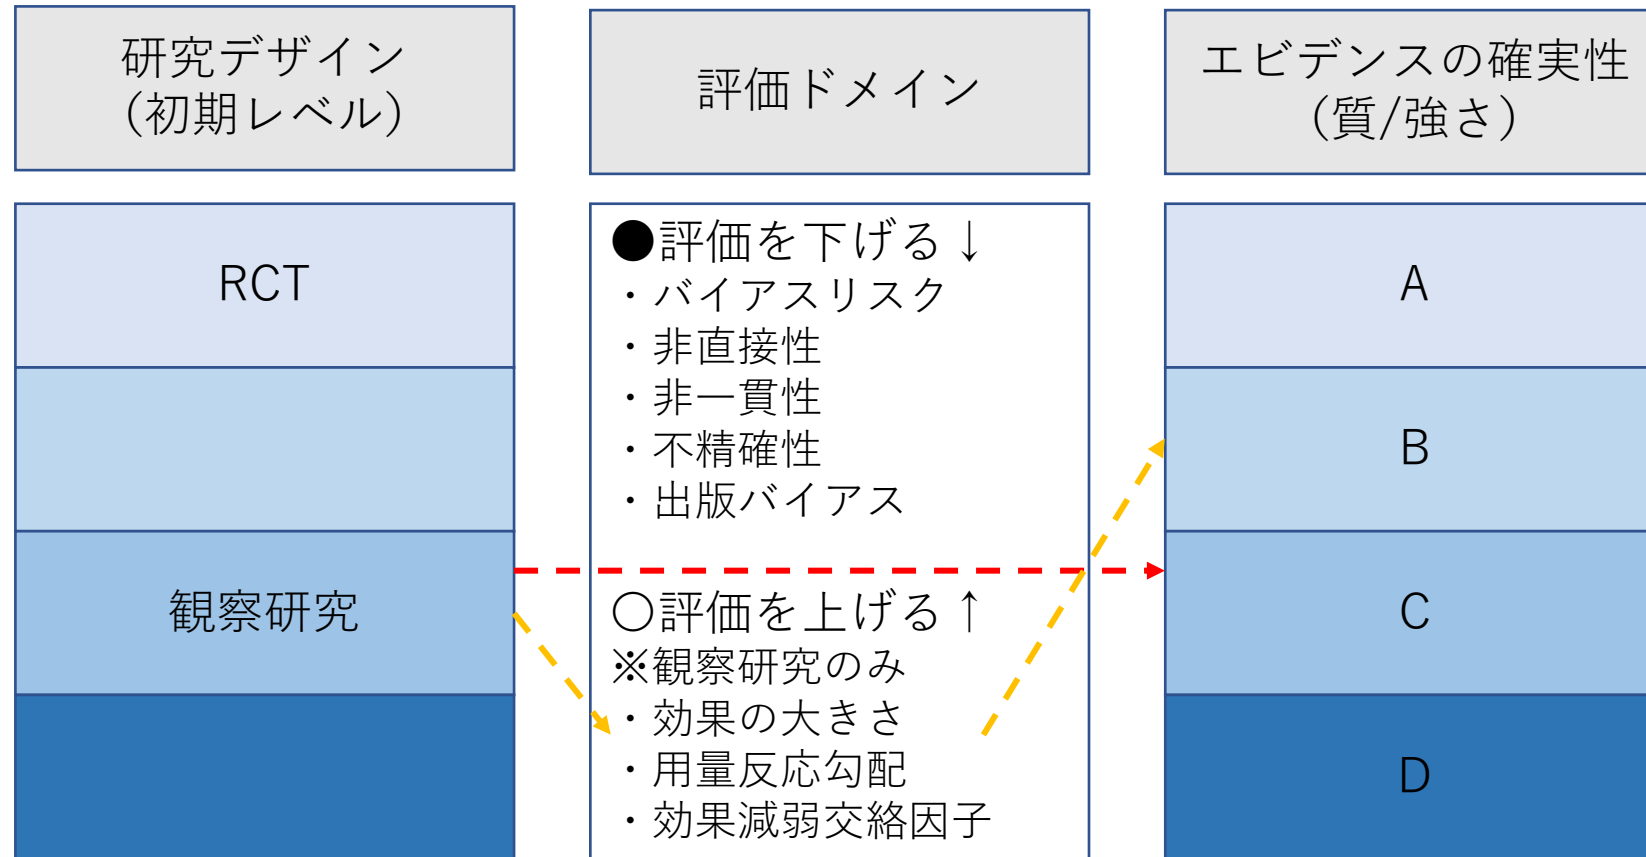 研究デザイン
(初期レベル)
評価ドメイン
エビデンスの確実性
(質/強さ)
RCT
観察研究
●評価を下げる↓
・バイアスリスク
・非直接性
・非一貫性
・不精確性
・出版バイアス
〇評価を上げる↑
※観察研究のみ
・効果の大きさ
・用量反応勾配
・効果減弱交絡因子
A
B
C
D